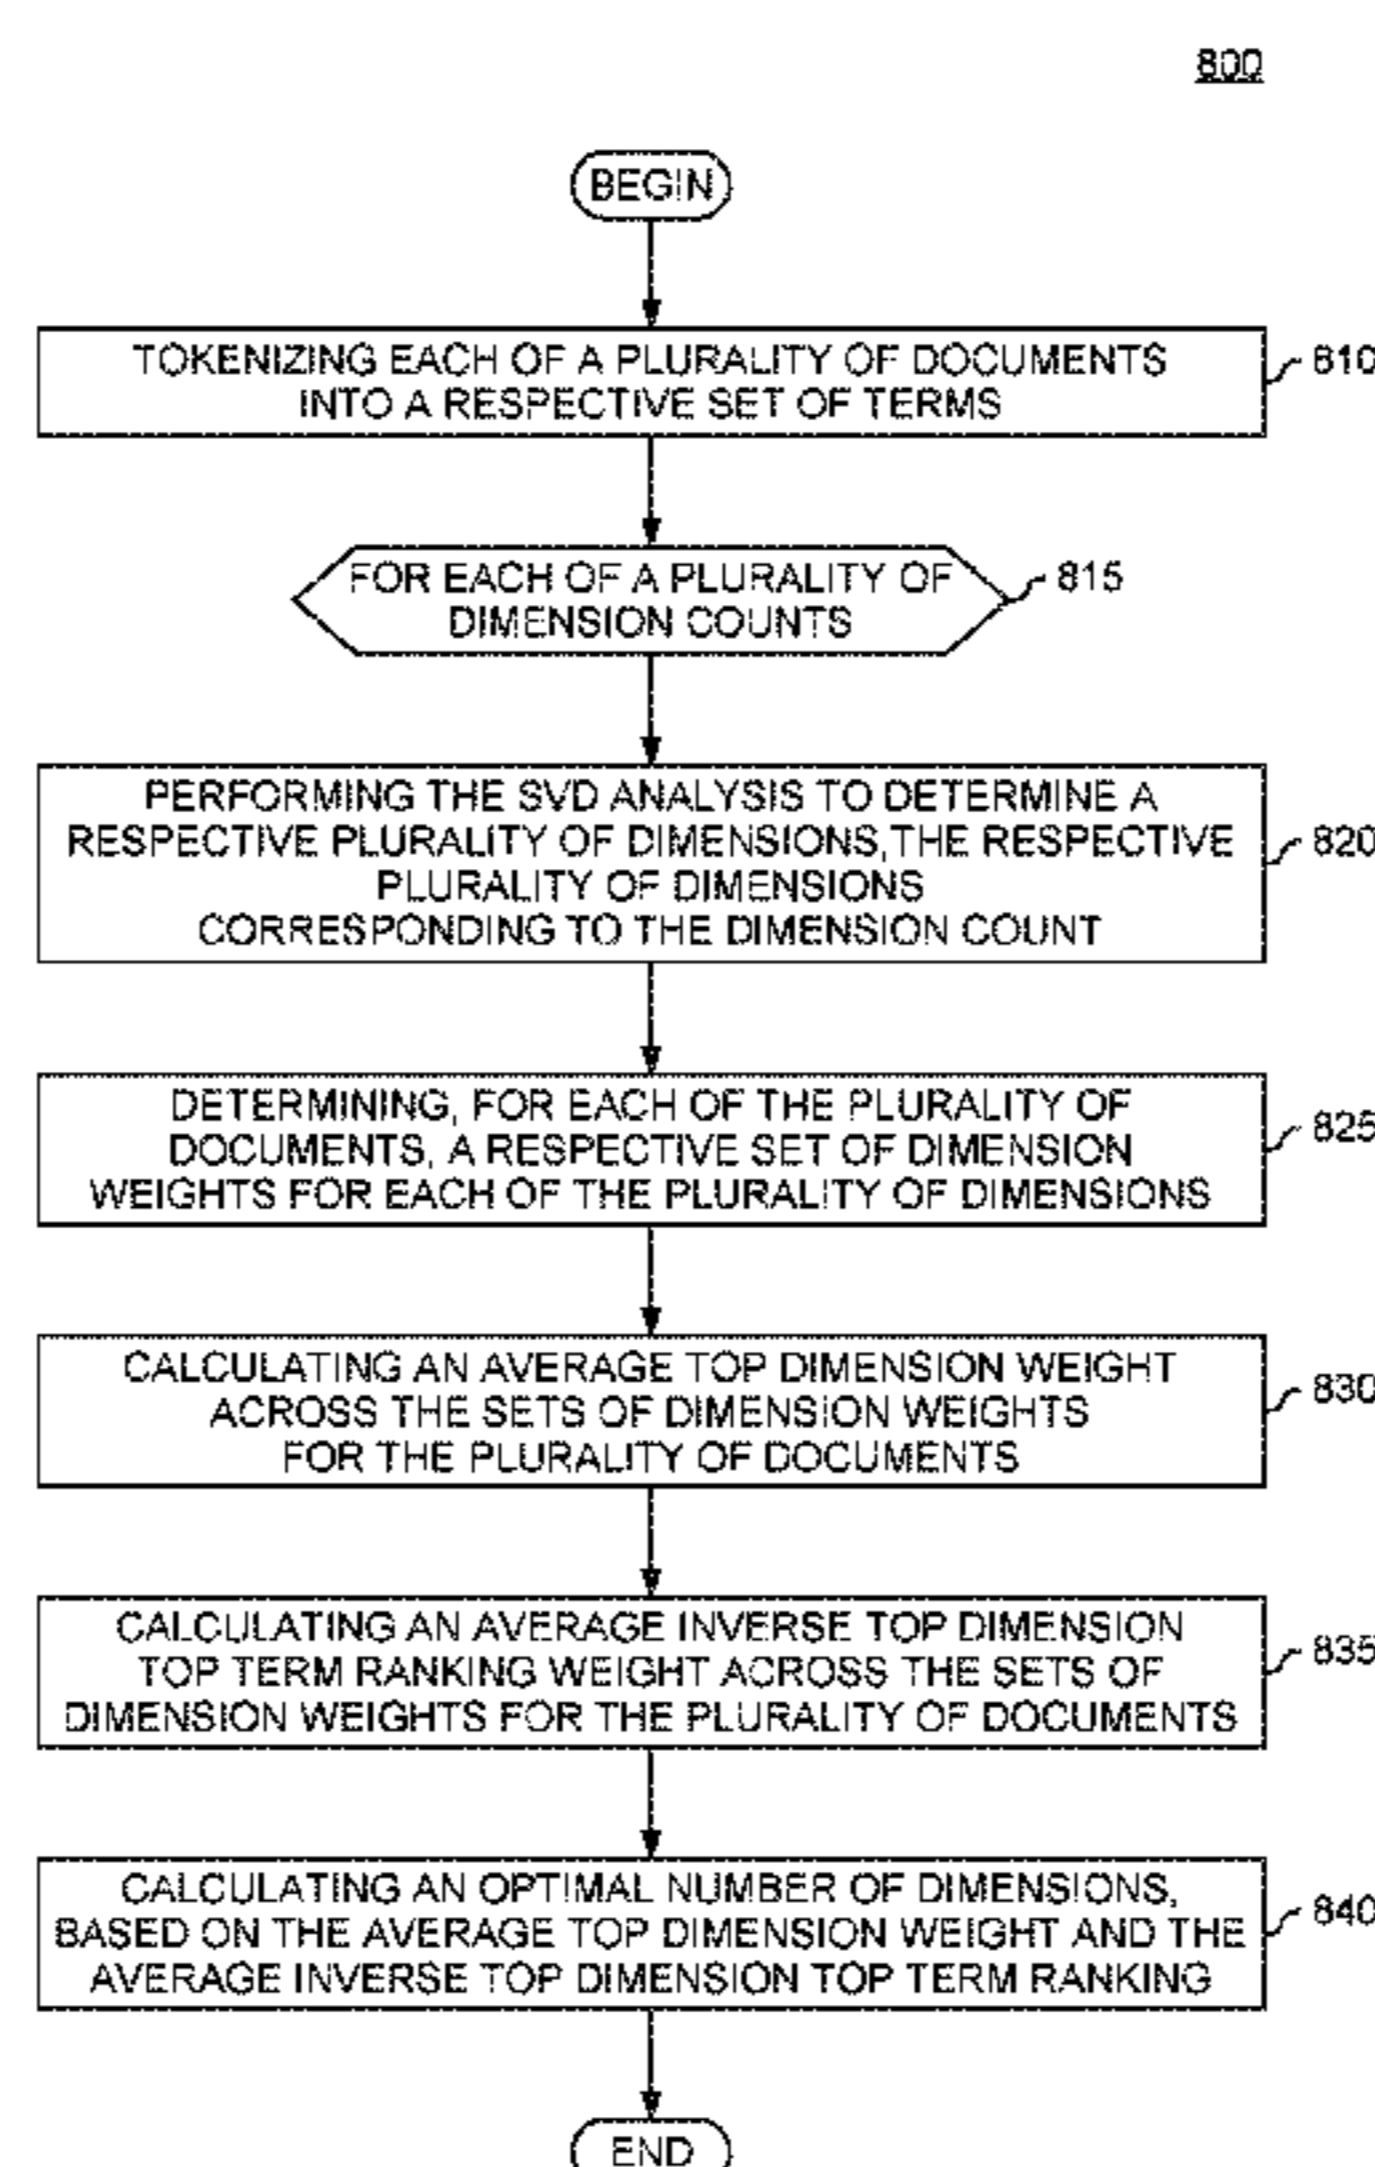 800
BEGIN
TOKENIZING EACH OF A PLURALITY OF DOCUMENTS
INTO A RESPECTIVE SET OF TERMS
810
FOR EACH OF A PLURALITY OF
DIMENSION COUNTS
815
PERFORMING THE SVD ANALYSIS TO DETERMINE A
RESPECTIVE PLURALITY OF DIMENSIONS, THE RESPECTIVE
PLURALITY OF DIMENSIONS
CORRESPONDING TO THE DIMENSION COUNT
820
DETERMINING, FOR EACH OF THE PLURALITY OF
DOCUMENTS, A RESPECTIVE SET OF DIMENSION
WEIGHTS FOR EACH OF THE PLURALITY OF DIMENSIONS
825
CALCULATING AN AVERAGE TOP DIMENSION WEIGHT
ACROSS THE SETS OF DIMENSION WEIGHTS
FOR THE PLURALITY OF DOCUMENTS
830
CALCULATING AN AVERAGE INVERSE TOP DIMENSION
TOP TERM RANKING WEIGHT ACROSS THE SETS OF
DIMENSION WEIGHTS FOR THE PLURALITY OF DOCUMENTS
835
CALCULATING AN OPTIMAL NUMBER OF DIMENSIONS,
BASED ON THE AVERAGE TOP DIMENSION WEIGHT AND THE
AVERAGE INVERSE TOP DIMENSION TOP TERM RANKING
840
END